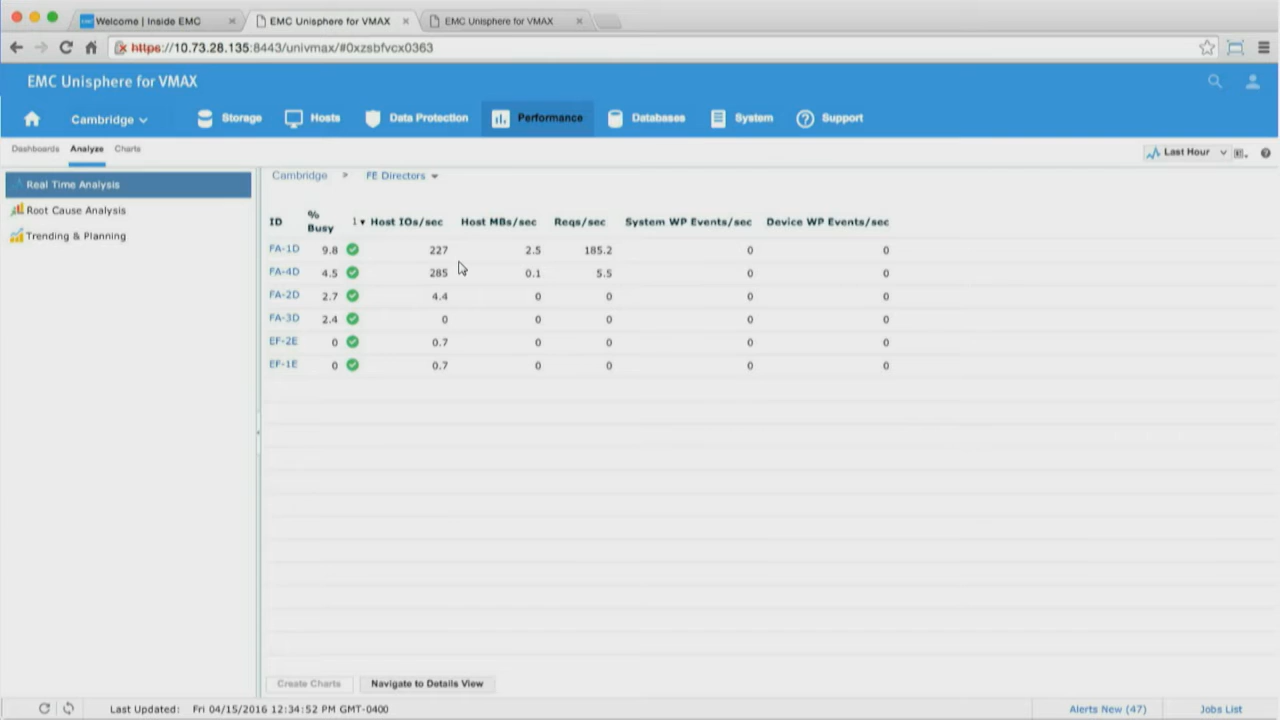 Welcome | Inside EMC
EMC Unisphere for VMAX
EMC Unisphere for VMAX
https://10.73.28.135:8443/univmax/#0xzsbfvcx0363
EMC Unisphere for VMAX
Cambridge
Storage
Hosts
Data Protection
Performance
Databases
System
Support
Dashboards
Analyze
Charts
Last Hour
Real Time Analysis
Root Cause Analysis
Trending & Planning
Cambridge > FE Directors
ID % Busy 1 Host IOs/sec Host MBs/sec Reqs/sec System WP Events/sec Device WP Events/sec
FA-1D 9.8 227 2.5 185.2 0 0
FA-4D 4.5 285 0.1 5.5 0 0
FA-2D 2.7 4.4 0 0 0 0
FA-3D 2.4 0 0 0 0 0
EF-2E 0 0.7 0 0 0 0
EF-1E 0 0.7 0 0 0 0
Create Charts
Navigate to Details View
Last Updated: Fri 04/15/2016 12:34:52 PM GMT-0400
Alerts New (47)
Jobs List